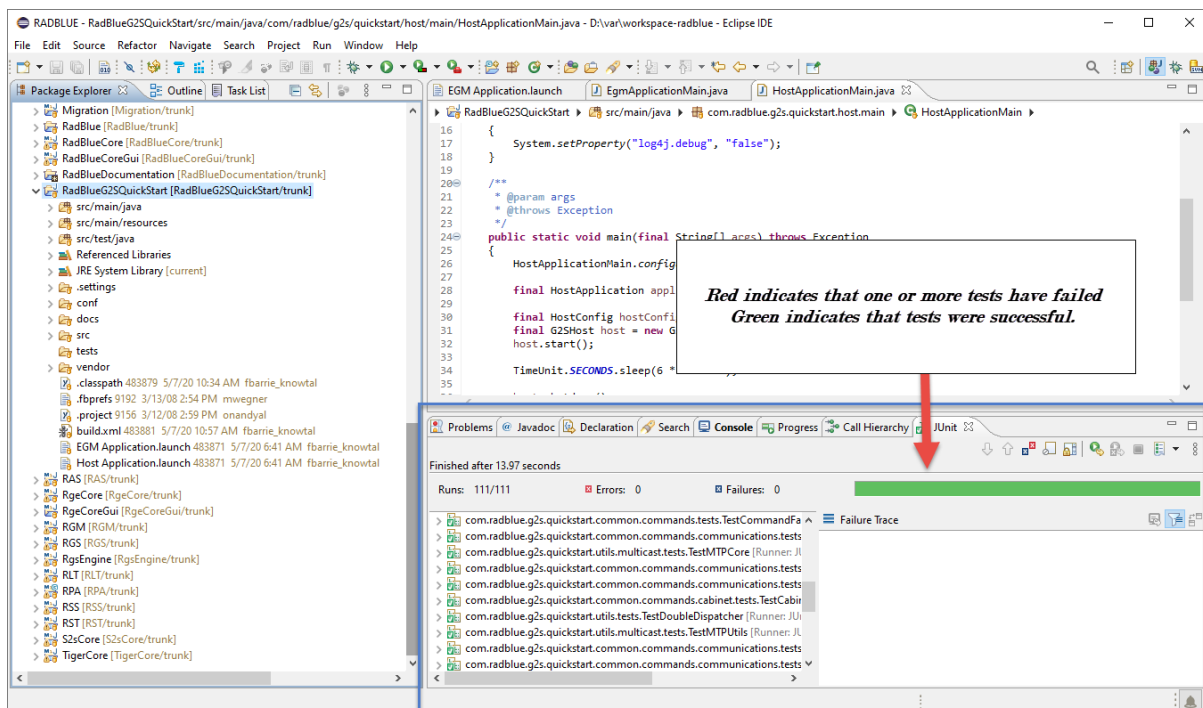 RADBLUE - RadBlueG2SQuickStart/src/main/java/com/radblue/g2s/quickstart/host/main/HostApplicationMain.java - D:\var\workspace-radblue - Eclipse IDE
File Edit Source Refactor Navigate Search Project Run Window Help
Package Explorer Outline Task List
Migration [Migration/trunk]
RadBlue [RadBlue/trunk]
RadBlueCore [RadBlueCore/trunk]
RadBlueCoreGui [RadBlueCoreGui/trunk]
RadBlueDocumentation [RadBlueDocumentation/trunk]
RadBlueG2SQuickStart [RadBlueG2SQuickStart/trunk]
src/main/java
src/main/resources
src/test/java
Referenced Libraries
JRE System Library [current]
.settings
conf
docs
src
tests
vendor
.classpath 483879 5/7/20 10:34 AM fbarrie_knowtal
.fbprefs 9192 3/13/08 2:54 PM mwegner
.project 9156 3/12/08 2:59 PM onandyal
build.xml 483881 5/7/20 10:57 AM fbarrie_knowtal
EGM Application.launch 483871 5/7/20 6:41 AM fbarrie_knowtal
Host Application.launch 483871 5/7/20 6:41 AM fbarrie_knowtal
RAS [RAS/trunk]
RgeCore [RgeCore/trunk]
RgeCoreGui [RgeCoreGui/trunk]
RGM [RGM/trunk]
RGS [RGS/trunk]
RgsEngine [RgsEngine/trunk]
RLT [RLT/trunk]
RPA [RPA/trunk]
RSS [RSS/trunk]
RST [RST/trunk]
S2sCore [S2sCore/trunk]
TigerCore [TigerCore/trunk]
EGM Application.launch EgmApplicationMain.java HostApplicationMain.java
RadBlueG2SQuickStart src/main/java com.radblue.g2s.quickstart.host.main HostApplicationMain
16 {
17 System.setProperty("log4j.debug", "false");
18 }
19
20 /**
21 * @param args
22 * @throws Exception
23 */
24 public static void main(final String[] args) throws Exception
25 {
26 HostApplicationMain.config
27
28 final HostApplication appl
29
30 final HostConfig hostConfi
31 final G2SHost host = new G
32 host.start();
33
34 TimeUnit.SECONDS.sleep(6 *
35
Red indicates that one or more tests have failed
Green indicates that tests were successful.
Problems Javadoc Declaration Search Console Progress Call Hierarchy JUnit
Finished after 13.97 seconds
Runs: 111/111 Errors: 0 Failures: 0
com.radblue.g2s.quickstart.common.commands.tests.TestCommandFa
com.radblue.g2s.quickstart.common.commands.communications.tests
com.radblue.g2s.quickstart.utils.multicast.tests.TestMTPCore [Runner: JU
com.radblue.g2s.quickstart.common.commands.communications.tests
com.radblue.g2s.quickstart.common.commands.communications.tests
com.radblue.g2s.quickstart.common.commands.cabinet.tests.TestCabin
com.radblue.g2s.quickstart.utils.tests.TestDoubleDispatcher [Runner: JUn
com.radblue.g2s.quickstart.utils.multicast.tests.TestMTPUtils [Runner: JU
com.radblue.g2s.quickstart.common.commands.communications.tests
com.radblue.g2s.quickstart.common.commands.communications.tests
Failure Trace